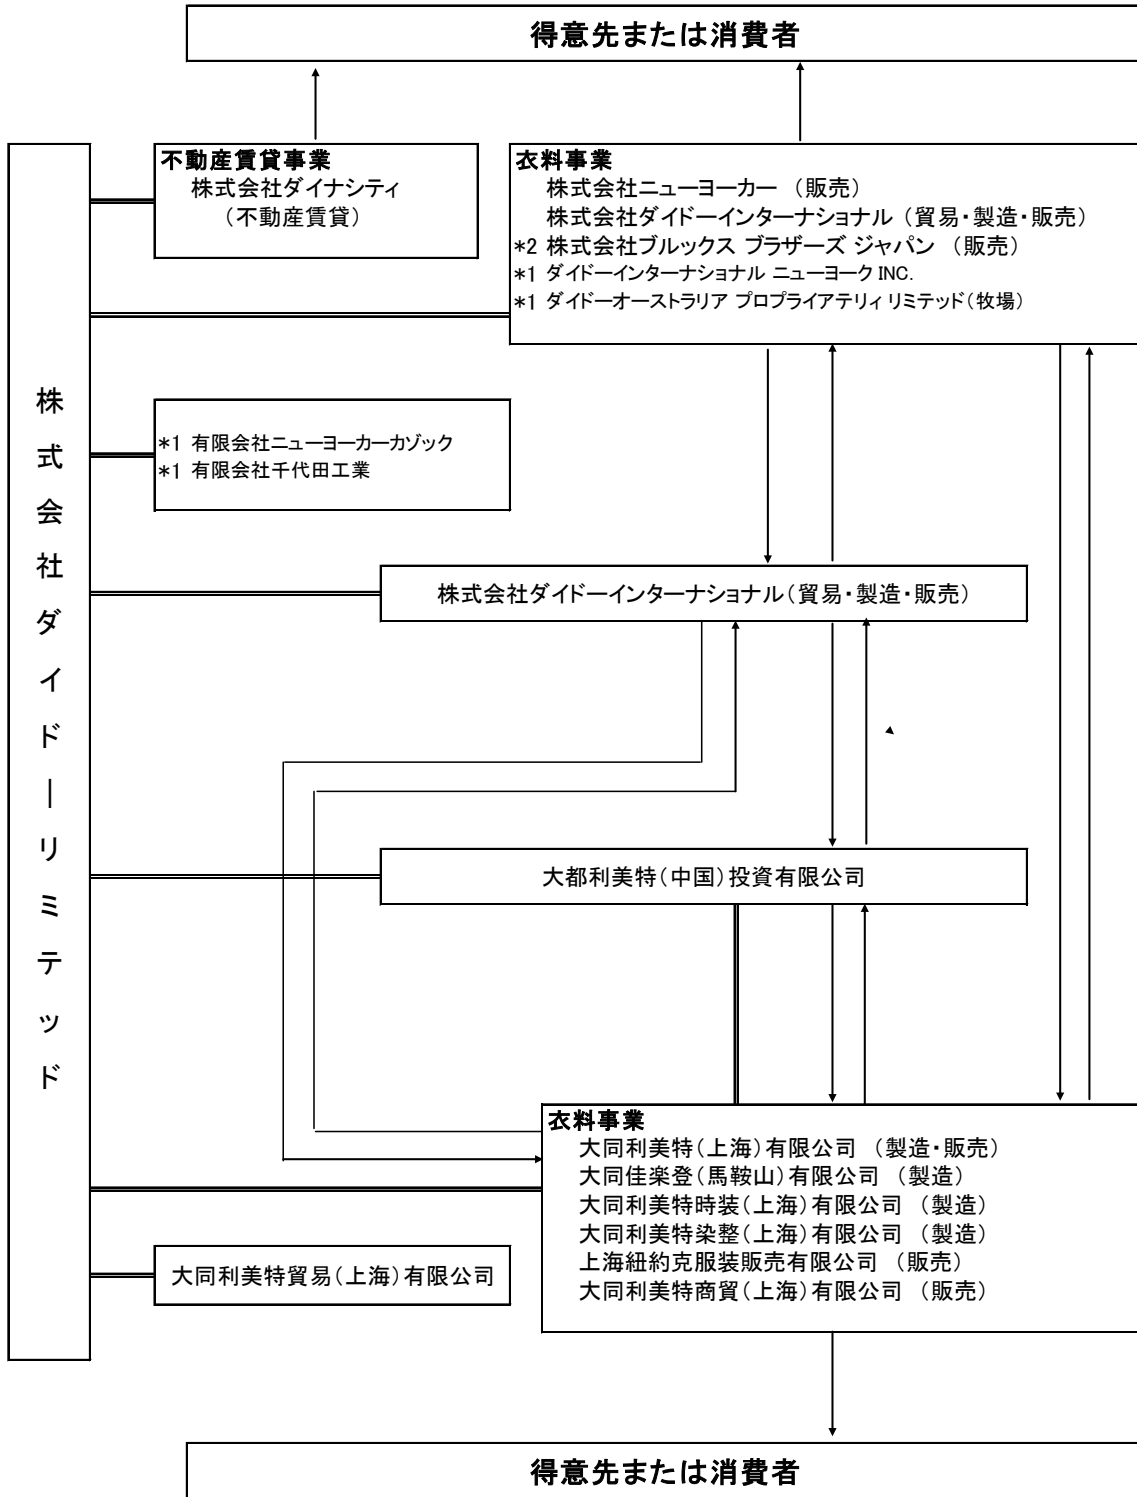 得意先または消費者
不動産賃貸事業
株式会社ダイナシティ
（不動産賃貸）
衣料事業
株式会社ニューヨーカー （販売）
株式会社ダイドーインターナショナル （貿易・製造・販売）
*2 株式会社ブルックス ブラザーズ ジャパン （販売）
*1 ダイドーインターナショナル ニューヨーク INC.
*1 ダイドーオーストラリア プロプライアテリィ リミテッド（牧場）
株式会社ダイドーリミテッド
*1 有限会社ニューヨーカーカゾック
*1 有限会社千代田工業
株式会社ダイドーインターナショナル（貿易・製造・販売）
大都利美特（中国）投資有限公司
衣料事業
大同利美特（上海）有限公司 （製造・販売）
大同佳楽登（馬鞍山）有限公司 （製造）
大同利美特時装（上海）有限公司 （製造）
大同利美特染整（上海）有限公司 （製造）
上海紐約克服装販売有限公司 （販売）
大同利美特商貿（上海）有限公司 （販売）
大同利美特貿易（上海）有限公司
得意先または消費者